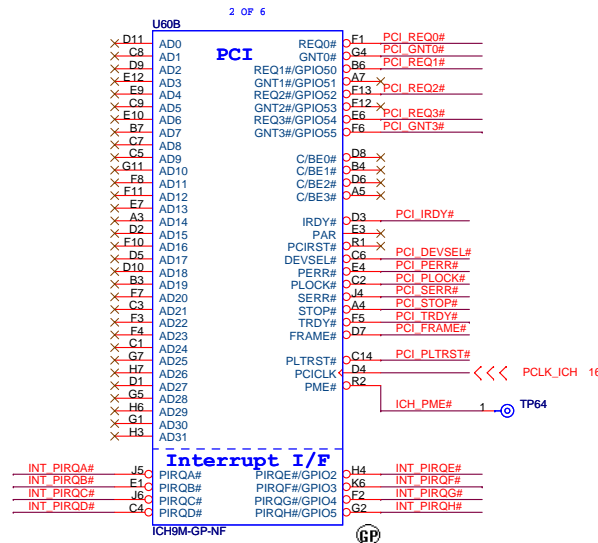 2 OF 6
U60B
PCI
D11 AD0 REQ0# F1 PCI_REQ0#
C8 AD1 GNT0# G4 PCI_GNT0#
D9 AD2 REQ1#/GPIO50 B6 PCI_REQ1#
E12 AD3 GNT1#/GPIO51 A7
E9 AD4 REQ2#/GPIO52 F13 PCI_REQ2#
C9 AD5 GNT2#/GPIO53 F12
E10 AD6 REQ3#/GPIO54 E6 PCI_REQ3#
B7 AD7 GNT3#/GPIO55 F6 PCI_GNT3#
C7 AD8
C5 AD9 C/BE0# D8
G11 AD10 C/BE1# B4
F8 AD11 C/BE2# D6
F11 AD12 C/BE3# A5
E7 AD13
A3 AD14 IRDY# D3 PCI_IRDY#
D2 AD15 PAR E3
F10 AD16 PCIRST# R1
D5 AD17 DEVSEL# C6 PCI_DEVSEL#
D10 AD18 PERR# E4 PCI_PERR#
B3 AD19 PLOCK# C2 PCI_PLOCK#
F7 AD20 SERR# J4 PCI_SERR#
C3 AD21 STOP# A4 PCI_STOP#
F3 AD22 TRDY# F5 PCI_TRDY#
F4 AD23 FRAME# D7 PCI_FRAME#
C1 AD24
G7 AD25 PLTRST# C14 PCI_PLTRST#
H7 AD26 PCICLK D4 PCLK_ICH 16
D1 AD27 PME# R2
G5 AD28
H6 AD29 ICH_PME# 1 TP64
G1 AD30
H3 AD31
Interrupt I/F
INT_PIRQA# J5 PIRQA# PIRQE#/GPIO2 H4 INT_PIRQE#
INT_PIRQB# E1 PIRQB# PIRQF#/GPIO3 K6 INT_PIRQF#
INT_PIRQC# J6 PIRQC# PIRQG#/GPIO4 F2 INT_PIRQG#
INT_PIRQD# C4 PIRQD# PIRQH#/GPIO5 G2 INT_PIRQH#
ICH9M-GP-NF
GP